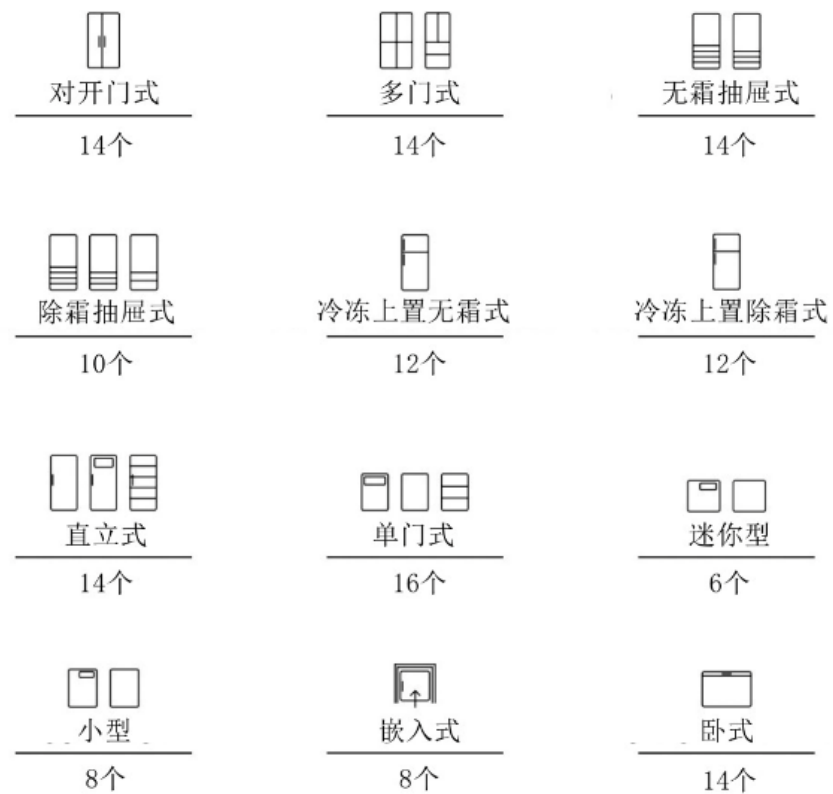 对开门式
多门式
无霜抽屉式
14个
14个
14个
除霜抽屉式
冷冻上置无霜式
冷冻上置除霜式
10个
12个
12个
直立式
单门式
迷你型
14个
16个
6个
小型
嵌入式
卧式
8个
8个
14个